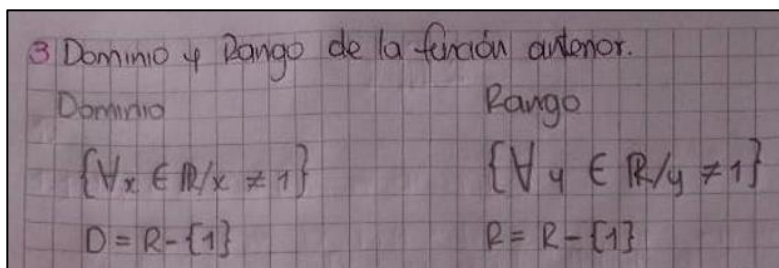 3 Dominio y Rango de la función anterior.
Dominio
Rango
{∀x ∈ R/x ≠ 1}
{∀y ∈ R/y ≠ 1}
D = R-{1}
R = R-{1}